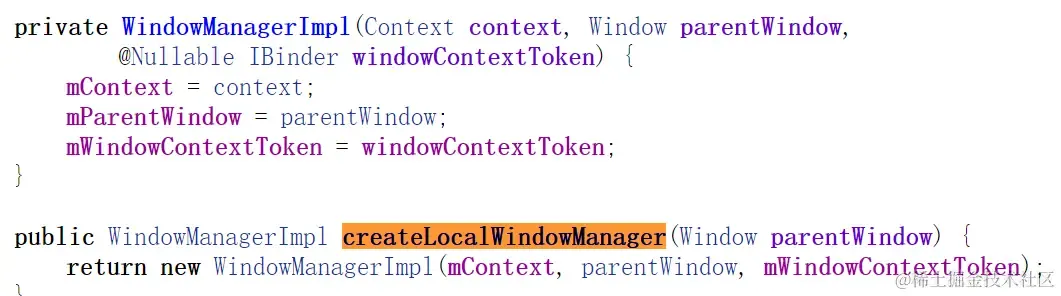 private WindowManagerImpl(Context context, Window parentWindow,
        @Nullable IBinder windowContextToken) {
    mContext = context;
    mParentWindow = parentWindow;
    mWindowContextToken = windowContextToken;
}
public WindowManagerImpl createLocalWindowManager(Window parentWindow) {
    return new WindowManagerImpl(mContext, parentWindow, mWindowContextToken);
}
@稀土掘金技术社区